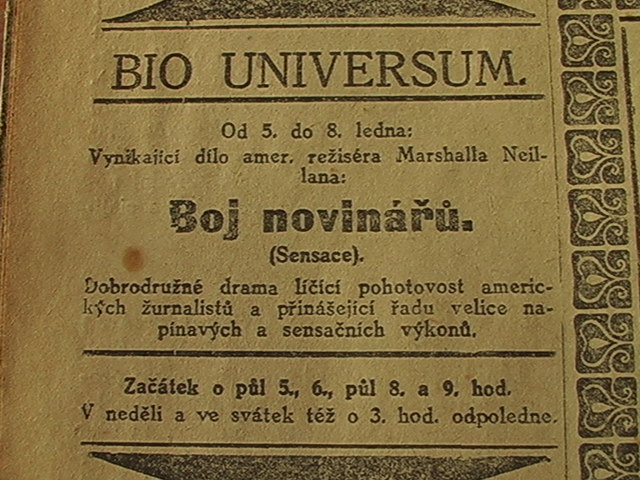 BIO UNIVERSUM.
Od 5. do 8. ledna:
Vynikající dílo amer. režiséra Marshalla Neil-
lana:
Boj novinářů.
(Sensace).
Dobrodružné drama líčící pohotovost americ-
kých žurnalistů a přinášející řadu velice na-
pínavých a sensačních výkonů.
Začátek o půl 5., 6., půl 8. a 9. hod.
V neděli a ve svátek též o 3. hod. odpoledne.